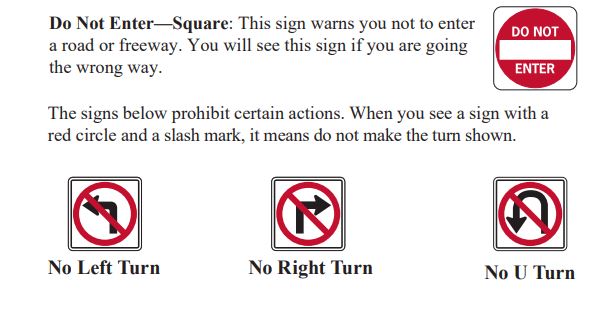 Do Not Enter—Square: This sign warns you not to enter
a road or freeway. You will see this sign if you are going
the wrong way.
DO NOT
ENTER
The signs below prohibit certain actions. When you see a sign with a
red circle and a slash mark, it means do not make the turn shown.
No Left Turn
No Right Turn
No U Turn